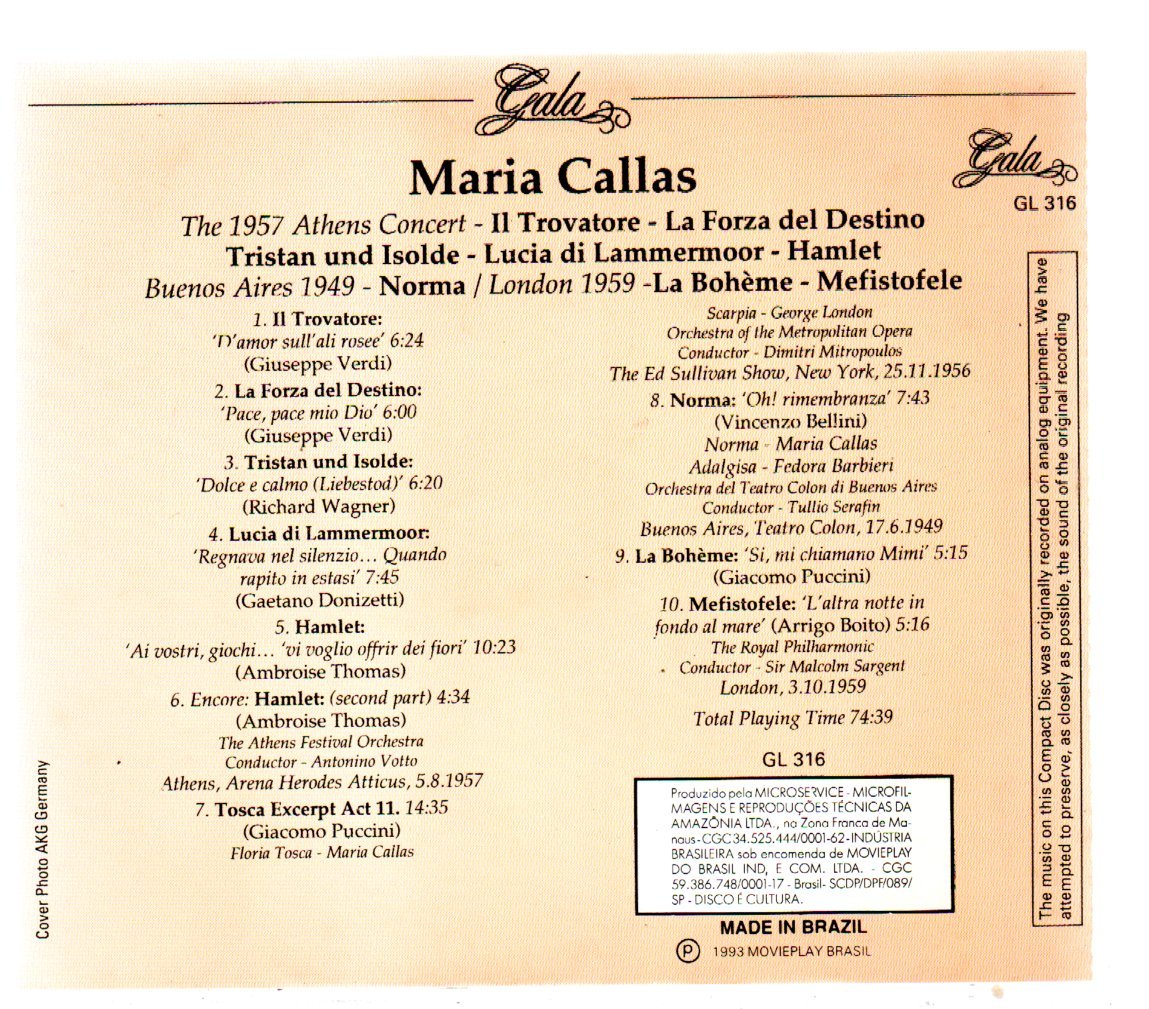 Gala
Gala
GL 316
Maria Callas
The 1957 Athens Concert - Il Trovatore - La Forza del Destino
Tristan und Isolde - Lucia di Lammermoor - Hamlet
Buenos Aires 1949 - Norma / London 1959 -La Bohème - Mefistofele
1. Il Trovatore:
'D'amor sull'ali rosee' 6:24
(Giuseppe Verdi)
2. La Forza del Destino:
'Pace, pace mio Dio' 6:00
(Giuseppe Verdi)
3. Tristan und Isolde:
'Dolce e calmo (Liebestod)' 6:20
(Richard Wagner)
4. Lucia di Lammermoor:
'Regnava nel silenzio... Quando
rapito in estasi' 7:45
(Gaetano Donizetti)
5. Hamlet:
'Ai vostri, giochi... 'vi voglio offrir dei fiori' 10:23
(Ambroise Thomas)
6. Encore: Hamlet: (second part) 4:34
(Ambroise Thomas)
The Athens Festival Orchestra
Conductor - Antonino Votto
Athens, Arena Herodes Atticus, 5.8.1957
7. Tosca Excerpt Act 11. 14:35
(Giacomo Puccini)
Floria Tosca - Maria Callas
Scarpia - George London
Orchestra of the Metropolitan Opera
Conductor - Dimitri Mitropoulos
The Ed Sullivan Show, New York, 25.11.1956
8. Norma: 'Oh! rimembranza' 7:43
(Vincenzo Bellini)
Norma - Maria Callas
Adalgisa - Fedora Barbieri
Orchestra del Teatro Colon di Buenos Aires
Conductor - Tullio Serafin
Buenos Aires, Teatro Colon, 17.6.1949
9. La Bohème: 'Si, mi chiamano Mimi' 5:15
(Giacomo Puccini)
10. Mefistofele: 'L'altra notte in
fondo al mare' (Arrigo Boito) 5:16
The Royal Philharmonic
Conductor - Sir Malcolm Sargent
London, 3.10.1959
Total Playing Time 74:39
GL 316
Produzido pela MICROSERVICE - MICROFIL-
MAGENS E REPRODUÇÕES TÉCNICAS DA
AMAZÔNIA LTDA., na Zona Franca de Ma-
naus - CGC 34.525.444/0001-62 - INDÚSTRIA
BRASILEIRA sob encomenda de MOVIEPLAY
DO BRASIL IND, E COM. LTDA. - CGC
59.386.748/0001-17 - Brasil- SCDP/DPF/089/
SP - DISCO É CULTURA.
MADE IN BRAZIL
℗ 1993 MOVIEPLAY BRASIL
The music on this Compact Disc was originally recorded on analog equipment. We have
attempted to preserve, as closely as possible, the sound of the original recording
Cover Photo AKG Germany